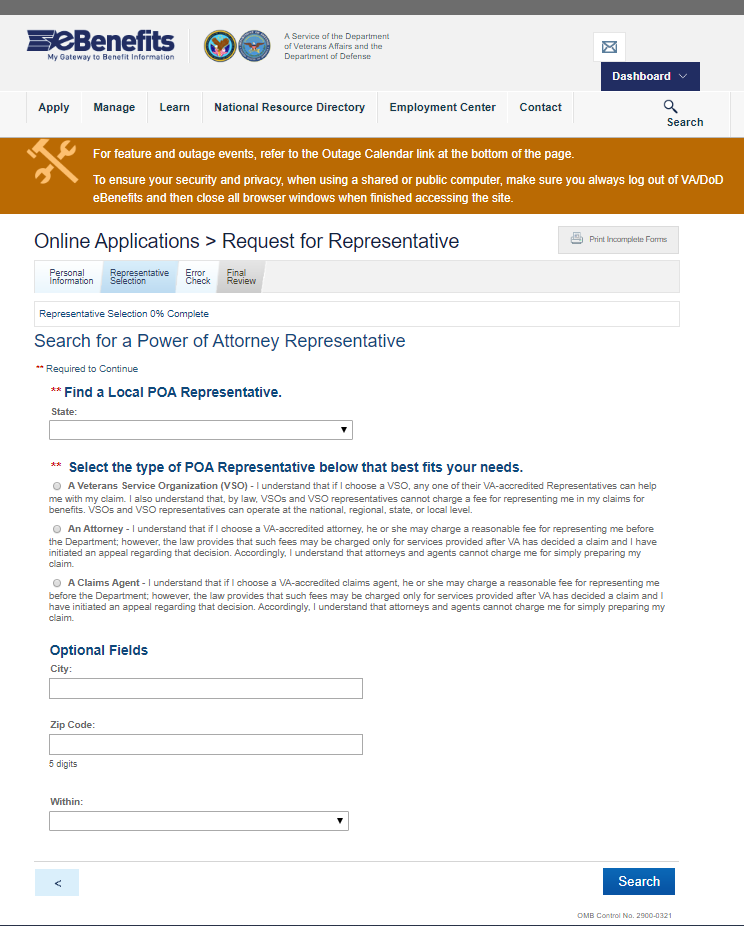 eBenefits
My Gateway to Benefit Information
A Service of the Department
of Veterans Affairs and the
Department of Defense
Dashboard
Apply
Manage
Learn
National Resource Directory
Employment Center
Contact
Search
For feature and outage events, refer to the Outage Calendar link at the bottom of the page.
To ensure your security and privacy, when using a shared or public computer, make sure you always log out of VA/DoD
eBenefits and then close all browser windows when finished accessing the site.
Online Applications > Request for Representative
Print Incomplete Forms
Personal
Information
Representative
Selection
Error
Check
Final
Review
Representative Selection 0% Complete
Search for a Power of Attorney Representative
** Required to Continue
** Find a Local POA Representative.
State:
** Select the type of POA Representative below that best fits your needs.
A Veterans Service Organization (VSO) - I understand that if I choose a VSO, any one of their VA-accredited Representatives can help
me with my claim. I also understand that, by law, VSOs and VSO representatives cannot charge a fee for representing me in my claims for
benefits. VSOs and VSO representatives can operate at the national, regional, state, or local level.
An Attorney - I understand that if I choose a VA-accredited attorney, he or she may charge a reasonable fee for representing me before
the Department; however, the law provides that such fees may be charged only for services provided after VA has decided a claim and I have
initiated an appeal regarding that decision. Accordingly, I understand that attorneys and agents cannot charge me for simply preparing my
claim.
A Claims Agent - I understand that if I choose a VA-accredited claims agent, he or she may charge a reasonable fee for representing me
before the Department; however, the law provides that such fees may be charged only for services provided after VA has decided a claim and I
have initiated an appeal regarding that decision. Accordingly, I understand that attorneys and agents cannot charge me for simply preparing my
claim.
Optional Fields
City:
Zip Code:
5 digits
Within:
<
Search
OMB Control No. 2900-0321